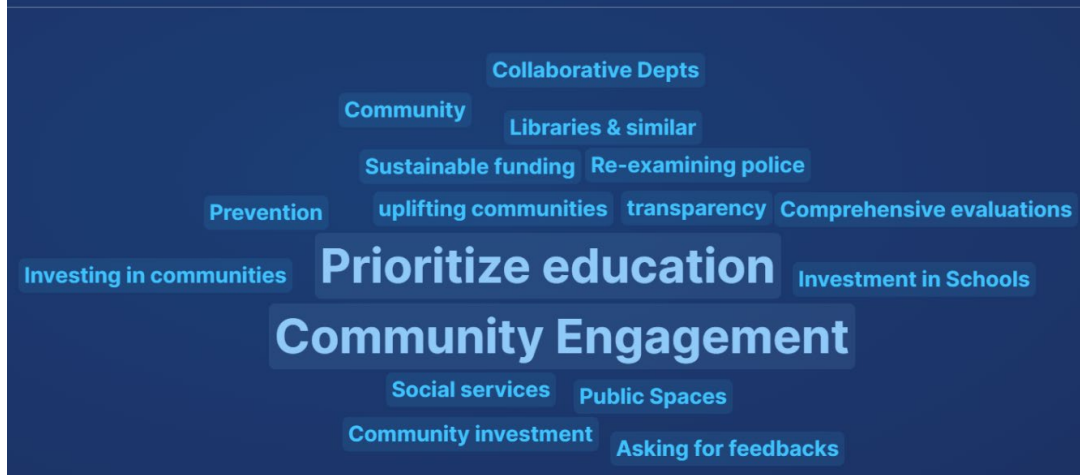 Collaborative Depts
Community
Libraries & similar
Sustainable funding
Re-examining police
Prevention
uplifting communities
transparency
Comprehensive evaluations
Prioritize education
Investing in communities
Investment in Schools
Community Engagement
Social services
Public Spaces
Community investment
Asking for feedbacks